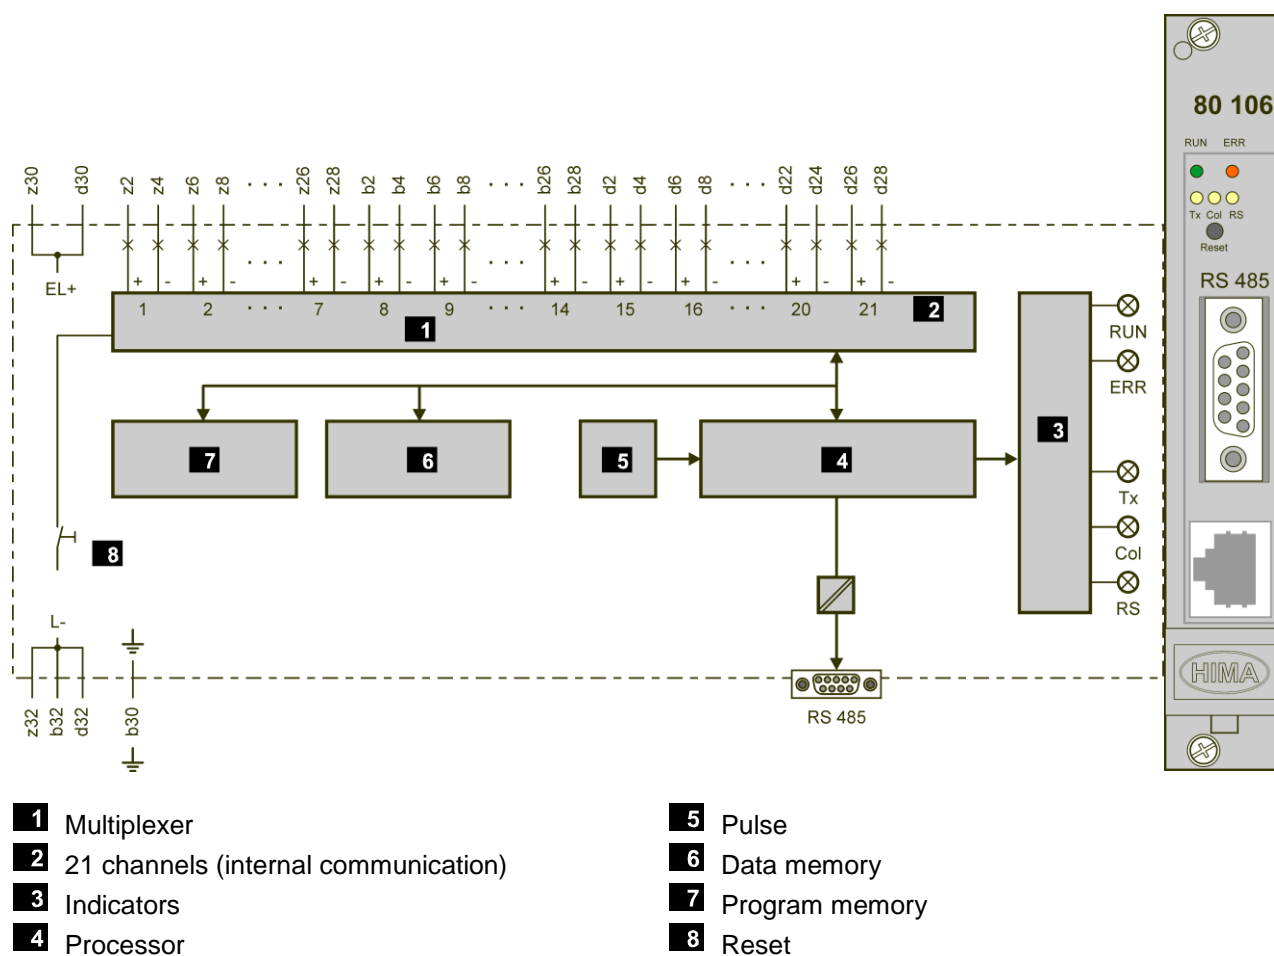 80 106
RUN ERR
Tx Col RS
Reset
RS 485
HIMA
z30 d30 z2 z4 z6 z8 · · · z26 z28 b2 b4 b6 b8 · · · b26 b28 d2 d4 d6 d8 · · · d22 d24 d26 d28
· · · · · · · · ·
+ - + - + - + - + - + - + - + - + - + -
EL+
1 2 · · · 7 8 9 · · · 14 15 16 · · · 20 21 2
1
RUN
ERR
7 6 5 4 3
Tx
Col
RS
8
L-
z32 b32 d32 b30
RS 485
1 Multiplexer
2 21 channels (internal communication)
3 Indicators
4 Processor
5 Pulse
6 Data memory
7 Program memory
8 Reset